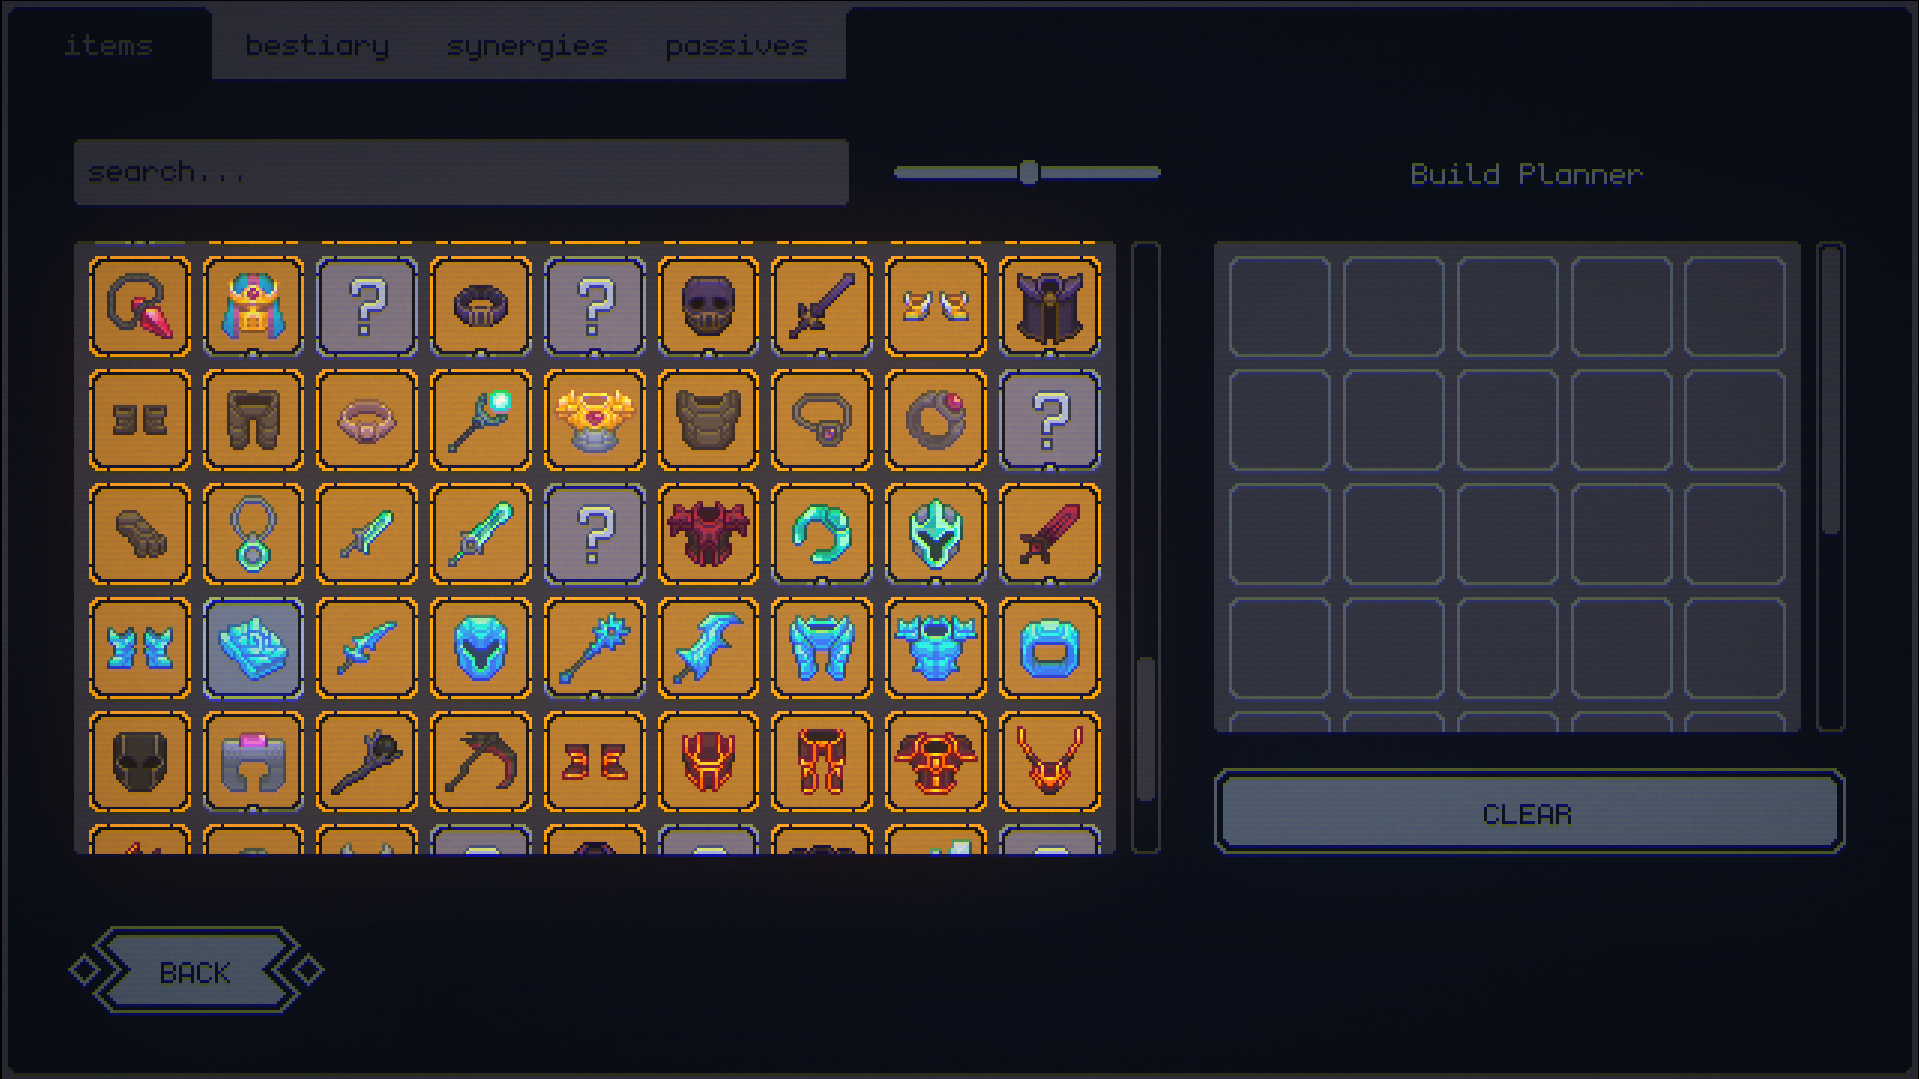 items
bestiary
synergies
passives
search...
Build Planner
?
?
?
?
CLEAR
BACK